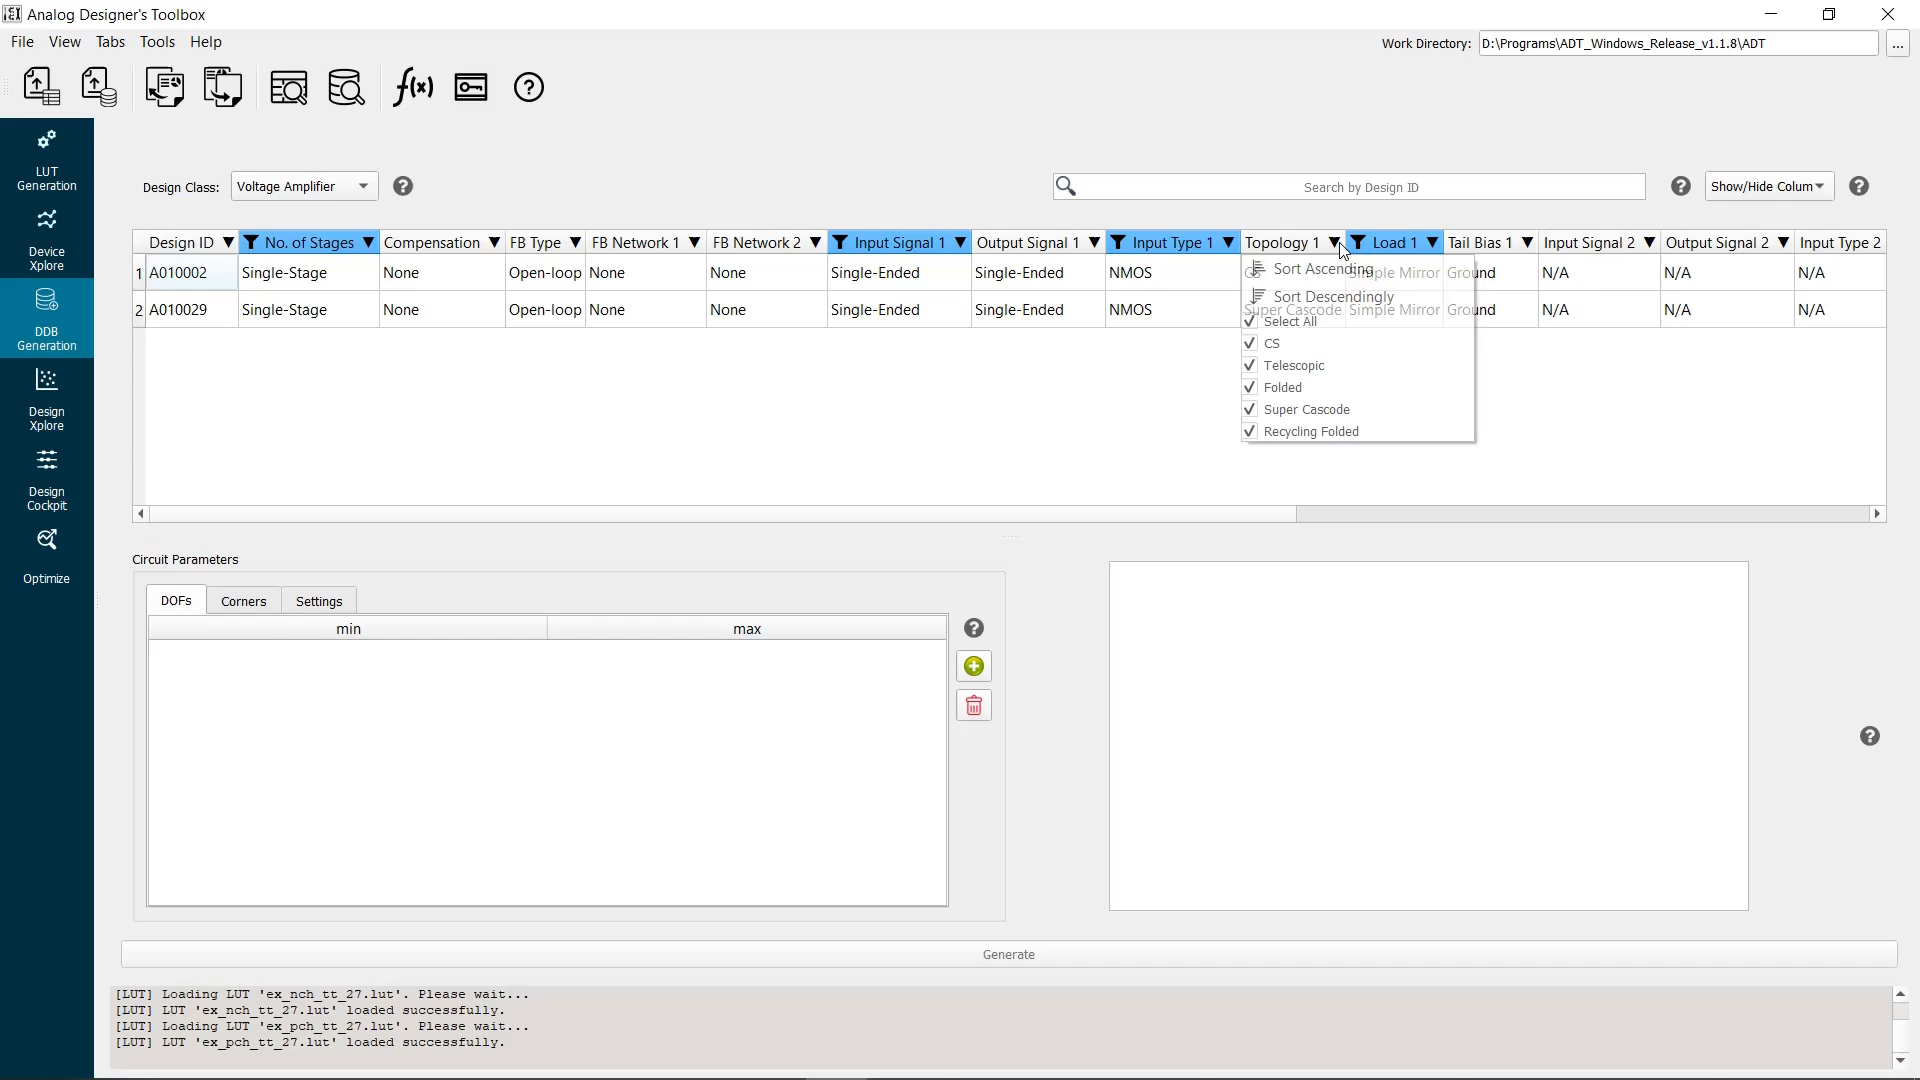 Analog Designer's Toolbox
File View Tabs Tools Help
Work Directory: D:\Programs\ADT_Windows_Release_v1.1.8\ADT ...
f(x) ?
LUT
Generation
Device
Xplore
DDB
Generation
Design
Xplore
Design
Cockpit
Optimize
Design Class: Voltage Amplifier ? Search by Design ID ? Show/Hide Colum ?
Design ID No. of Stages Compensation FB Type FB Network 1 FB Network 2 Input Signal 1 Output Signal 1 Input Type 1 Topology 1 Load 1 Tail Bias 1 Input Signal 2 Output Signal 2 Input Type 2
1 A010002 Single-Stage None Open-loop None None Single-Ended Single-Ended NMOS CS Simple Mirror Ground N/A N/A N/A
2 A010029 Single-Stage None Open-loop None None Single-Ended Single-Ended NMOS Super Cascode Simple Mirror Ground N/A N/A N/A
Sort Ascending
Sort Descendingly
Select All
CS
Telescopic
Folded
Super Cascode
Recycling Folded
Circuit Parameters
DOFs Corners Settings
min max
?
?
Generate
[LUT] Loading LUT 'ex_nch_tt_27.lut'. Please wait...
[LUT] LUT 'ex_nch_tt_27.lut' loaded successfully.
[LUT] Loading LUT 'ex_pch_tt_27.lut'. Please wait...
[LUT] LUT 'ex_pch_tt_27.lut' loaded successfully.